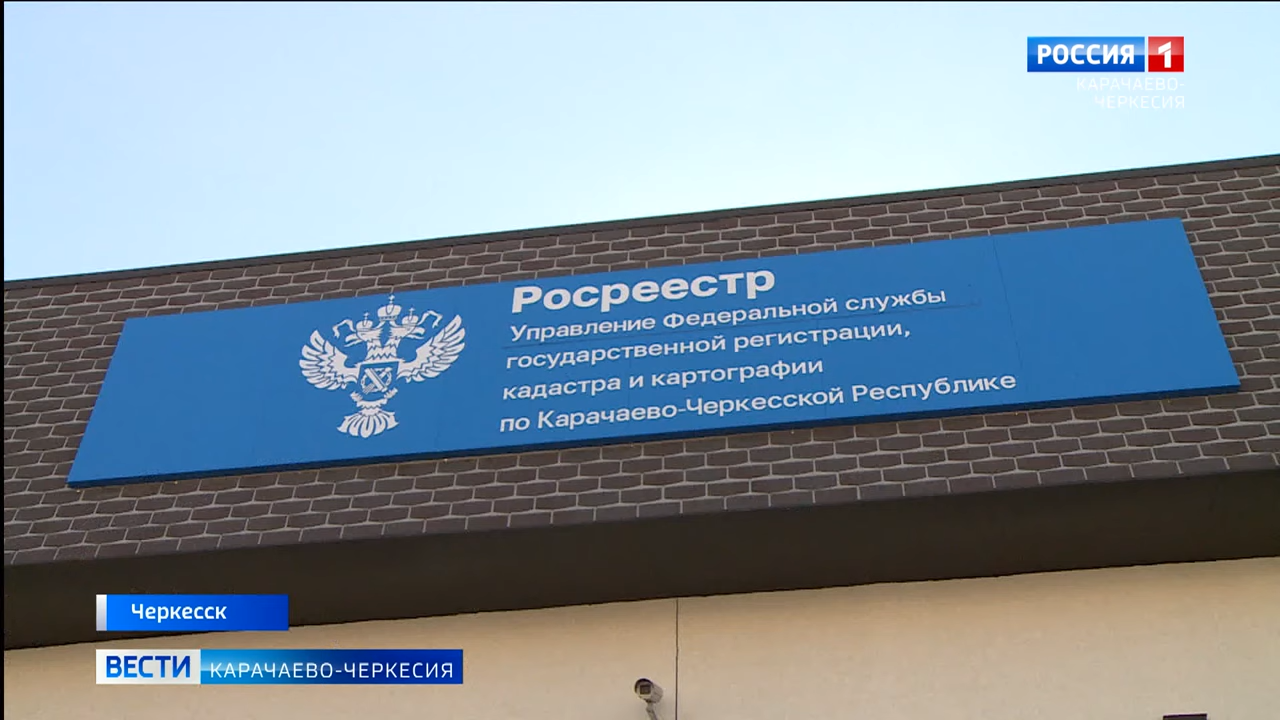 РОССИЯ 1
КАРАЧАЕВО-
ЧЕРКЕСИЯ
Росреестр
Управление Федеральной службы
государственной регистрации,
кадастра и картографии
по Карачаево-Черкесской Республике
Черкесск
ВЕСТИ КАРАЧАЕВО-ЧЕРКЕСИЯ